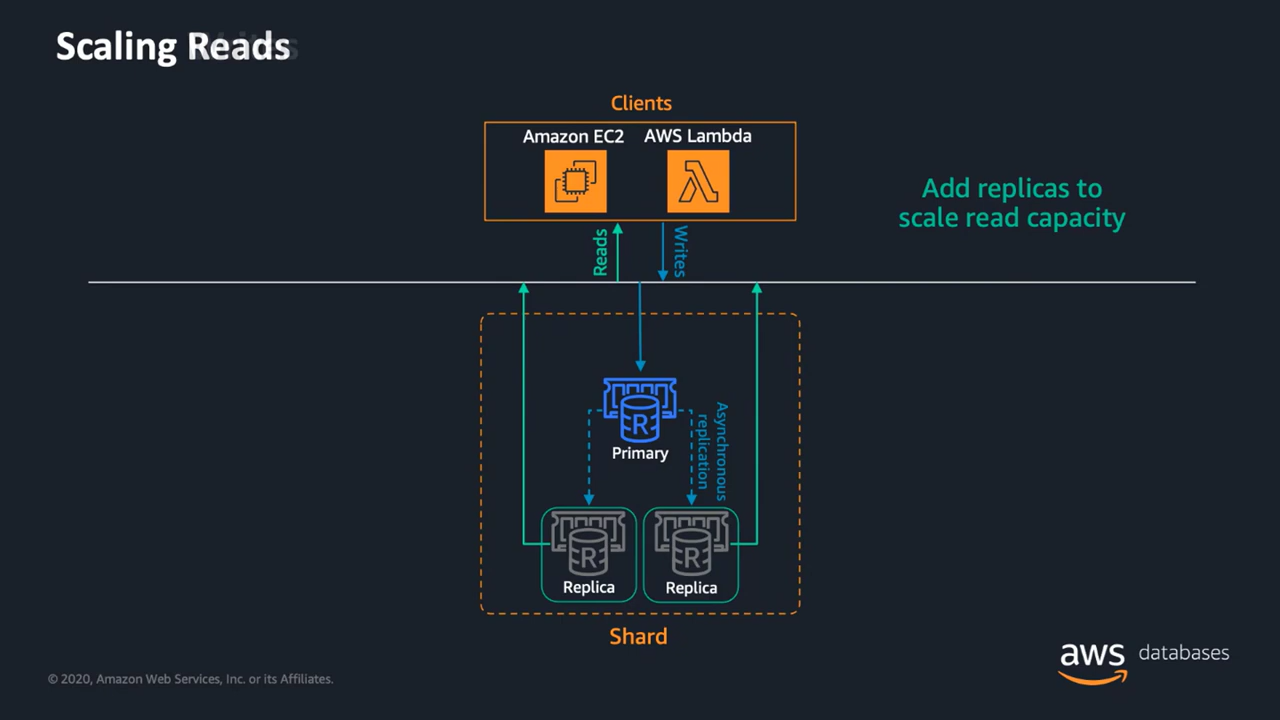 Scaling Reads
Clients
Amazon EC2
AWS Lambda
Add replicas to
scale read capacity
Reads
Writes
R
Primary
Asynchronous
replication
R
R
Replica
Replica
Shard
aws databases
© 2020, Amazon Web Services, Inc. or its Affiliates.